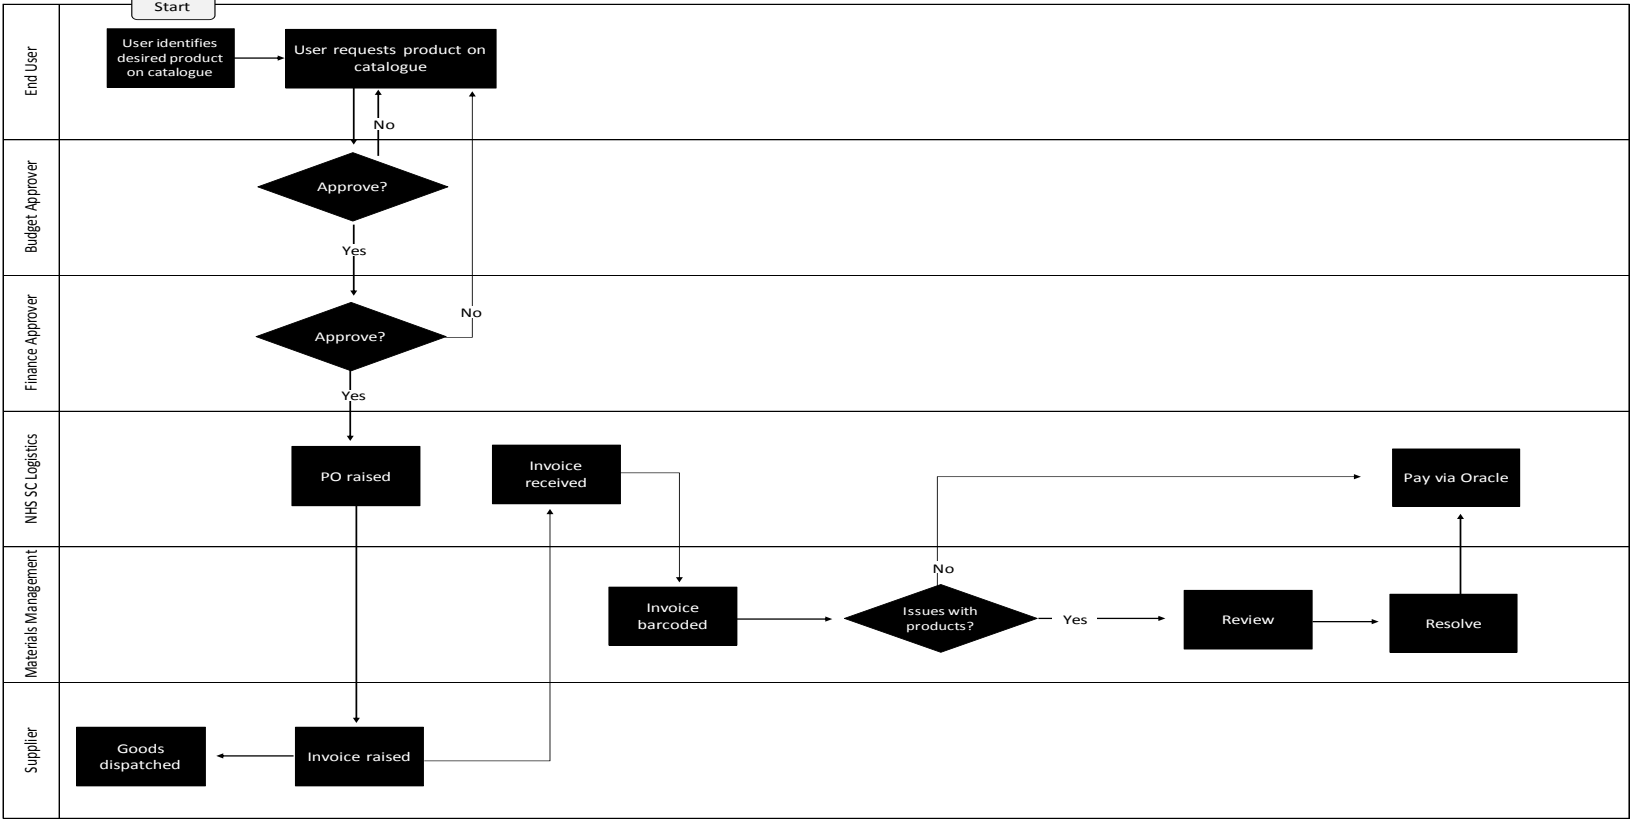 Start
End User
User identifies
desired product
on catalogue
User requests product on
catalogue
No
Budget Approver
Approve?
Yes
Finance Approver
Approve?
No
Yes
NHS SC Logistics
PO raised
Invoice
received
Pay via Oracle
Materials Management
Invoice
barcoded
No
Issues with
products?
Yes
Review
Resolve
Supplier
Goods
dispatched
Invoice raised